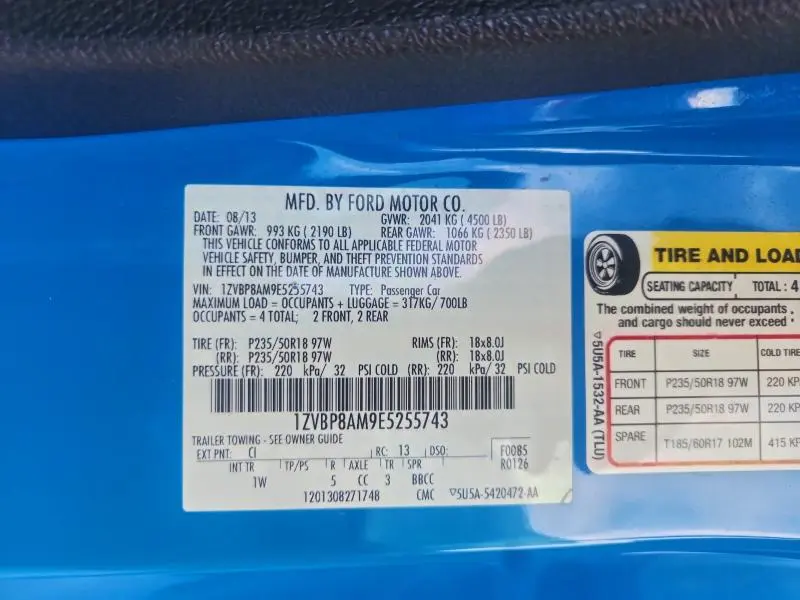 MFD. BY FORD MOTOR CO.
DATE: 08/13 GVWR: 2041 KG ( 4500 LB)
FRONT GAWR: 993 KG ( 2190 LB) REAR GAWR: 1066 KG ( 2350 LB)
THIS VEHICLE CONFORMS TO ALL APPLICABLE FEDERAL MOTOR
VEHICLE SAFETY, BUMPER, AND THEFT PREVENTION STANDARDS
IN EFFECT ON THE DATE OF MANUFACTURE SHOWN ABOVE.
VIN: 1ZVBP8AM9E5255743 TYPE: Passenger Car
MAXIMUM LOAD = OCCUPANTS + LUGGAGE = 317KG/ 700LB
OCCUPANTS = 4 TOTAL; 2 FRONT, 2 REAR
TIRE (FR): P235/50R18 97W RIMS (FR): 18x8.0J
(RR): P235/50R18 97W (RR): 18x8.0J
PRESSURE (FR): 220 kPa/ 32 PSI COLD (RR): 220 kPa/ 32 PSI COLD
1ZVBP8AM9E5255743
TRAILER TOWING - SEE OWNER GUIDE
EXT PNT: CI RC: 13 DSO: F0085
R0126
INT TR TP/PS R AXLE TR SPR
1W 5 CC 3 BBCC
1201308271748 CMC ▽5U5A-5420472-AA
TIRE AND LOA
SEATING CAPACITY TOTAL: 4
The combined weight of occupants
and cargo should never exceed
▽5U5A-1532-AA (TLU)
TIRE SIZE COLD TIRE
FRONT P235/50R18 97W 220 KP
REAR P235/50R18 97W 220 KP
SPARE T185/60R17 102M 415 KP